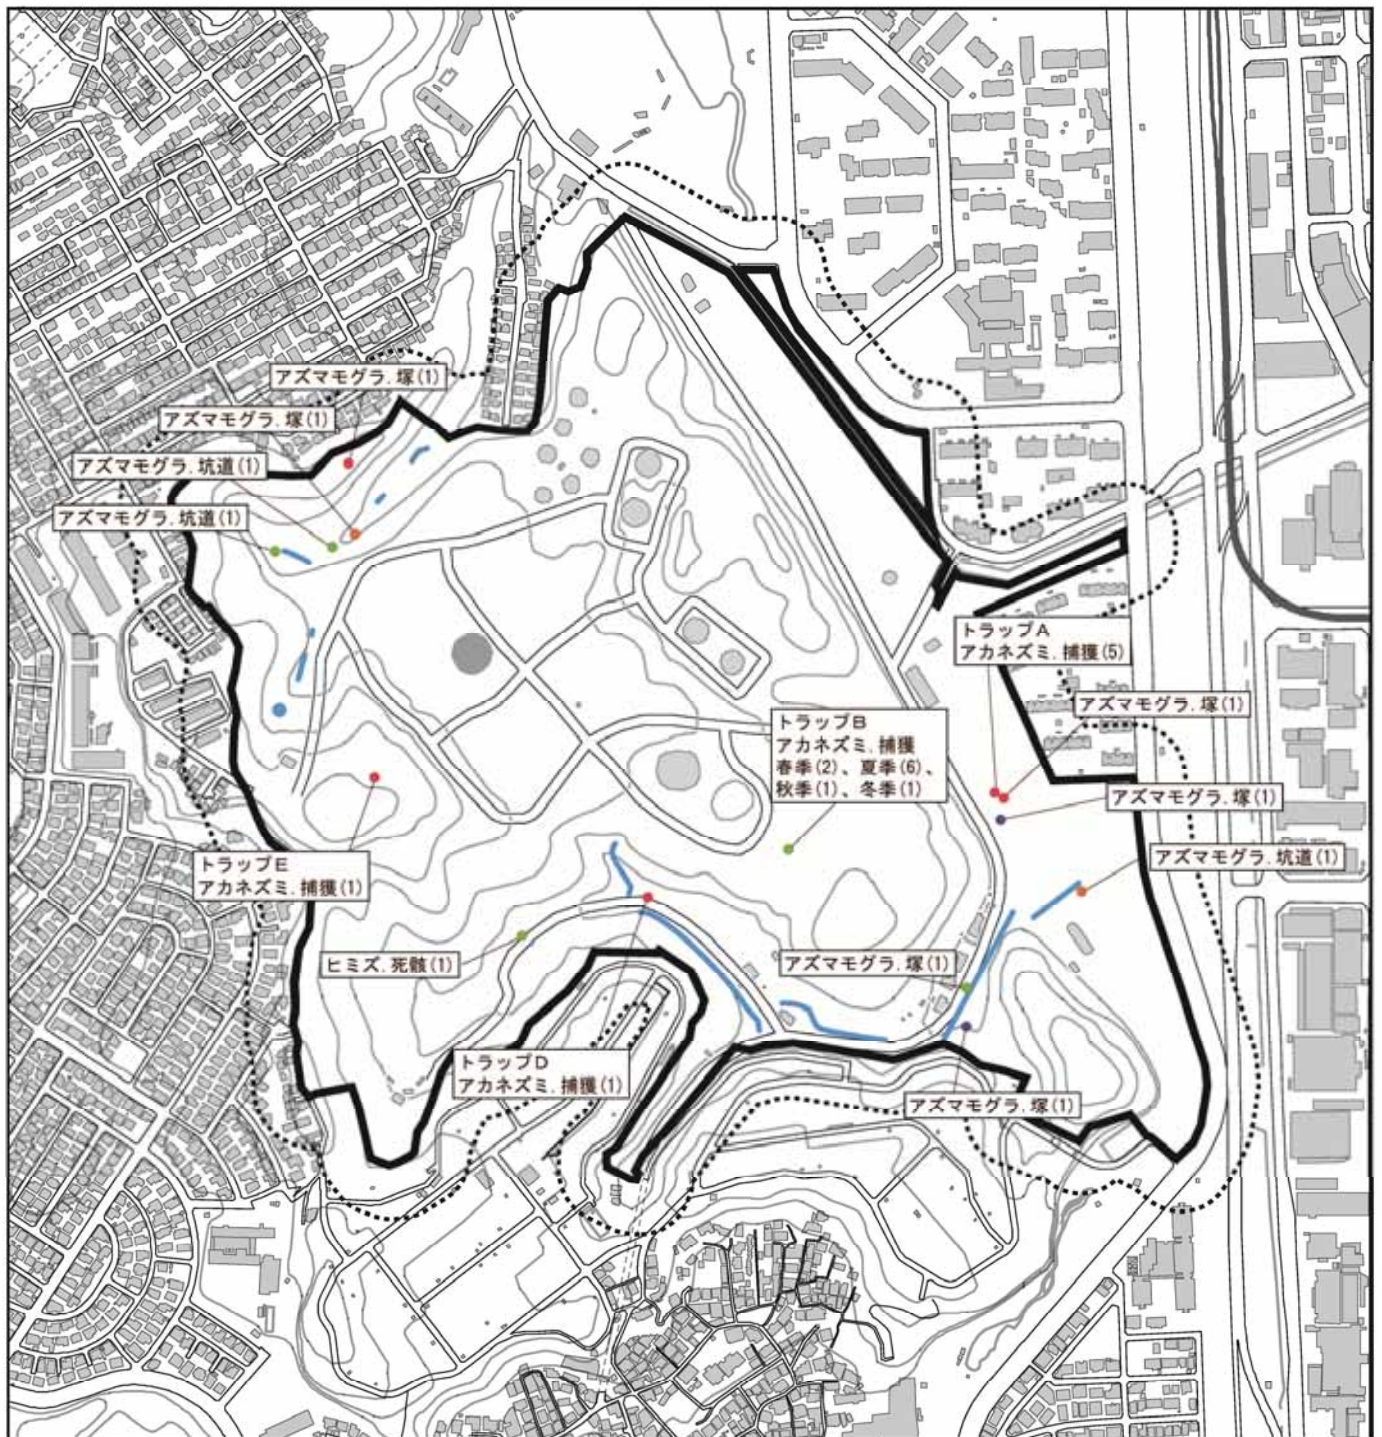 アズマモグラ．塚(1)
アズマモグラ．塚(1)
アズマモグラ．坑道(1)
アズマモグラ．坑道(1)
トラップA
アカネズミ．捕獲(5)
アズマモグラ．塚(1)
トラップB
アカネズミ．捕獲
春季(2)、夏季(6)、
秋季(1)、冬季(1)
アズマモグラ．塚(1)
アズマモグラ．坑道(1)
トラップE
アカネズミ．捕獲(1)
ヒミズ．死骸(1)
アズマモグラ．塚(1)
トラップD
アカネズミ．捕獲(1)
アズマモグラ．塚(1)